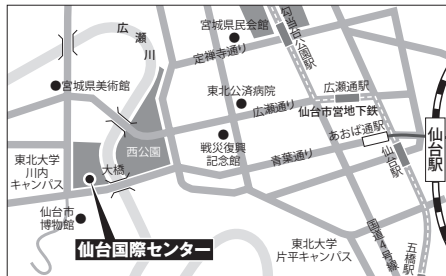 広瀬川
宮城県民会館
勾当台公園駅
定禅寺通り
宮城県美術館
東北公済病院
広瀬通駅
広瀬通り
仙台市営地下鉄
あおば通駅
仙台駅
西公園
戦災復興
記念館
青葉通り
仙台駅
東北大学
川内
キャンパス
大橋
仙台市
博物館
仙台国際センター
東北大学
片平キャンパス
国道4号線
五橋駅